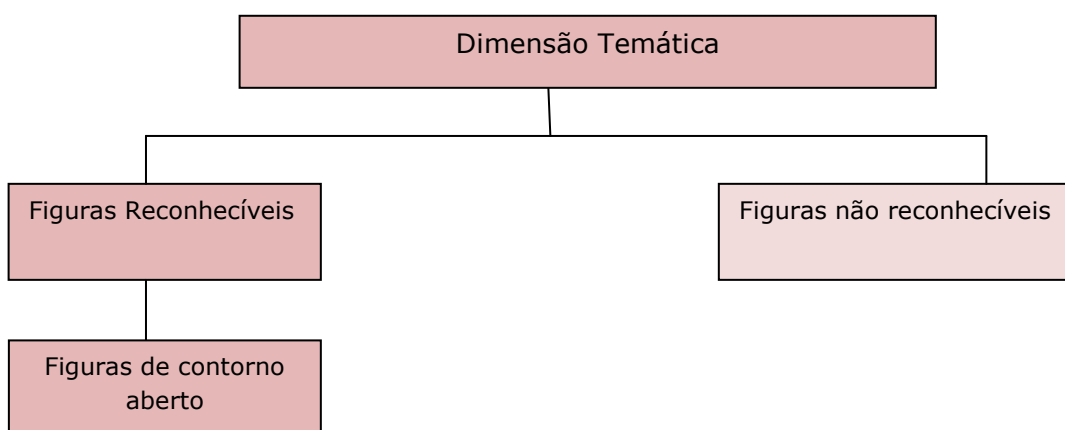 Dimensão Temática
Figuras Reconhecíveis
Figuras não reconhecíveis
Figuras de contorno
aberto